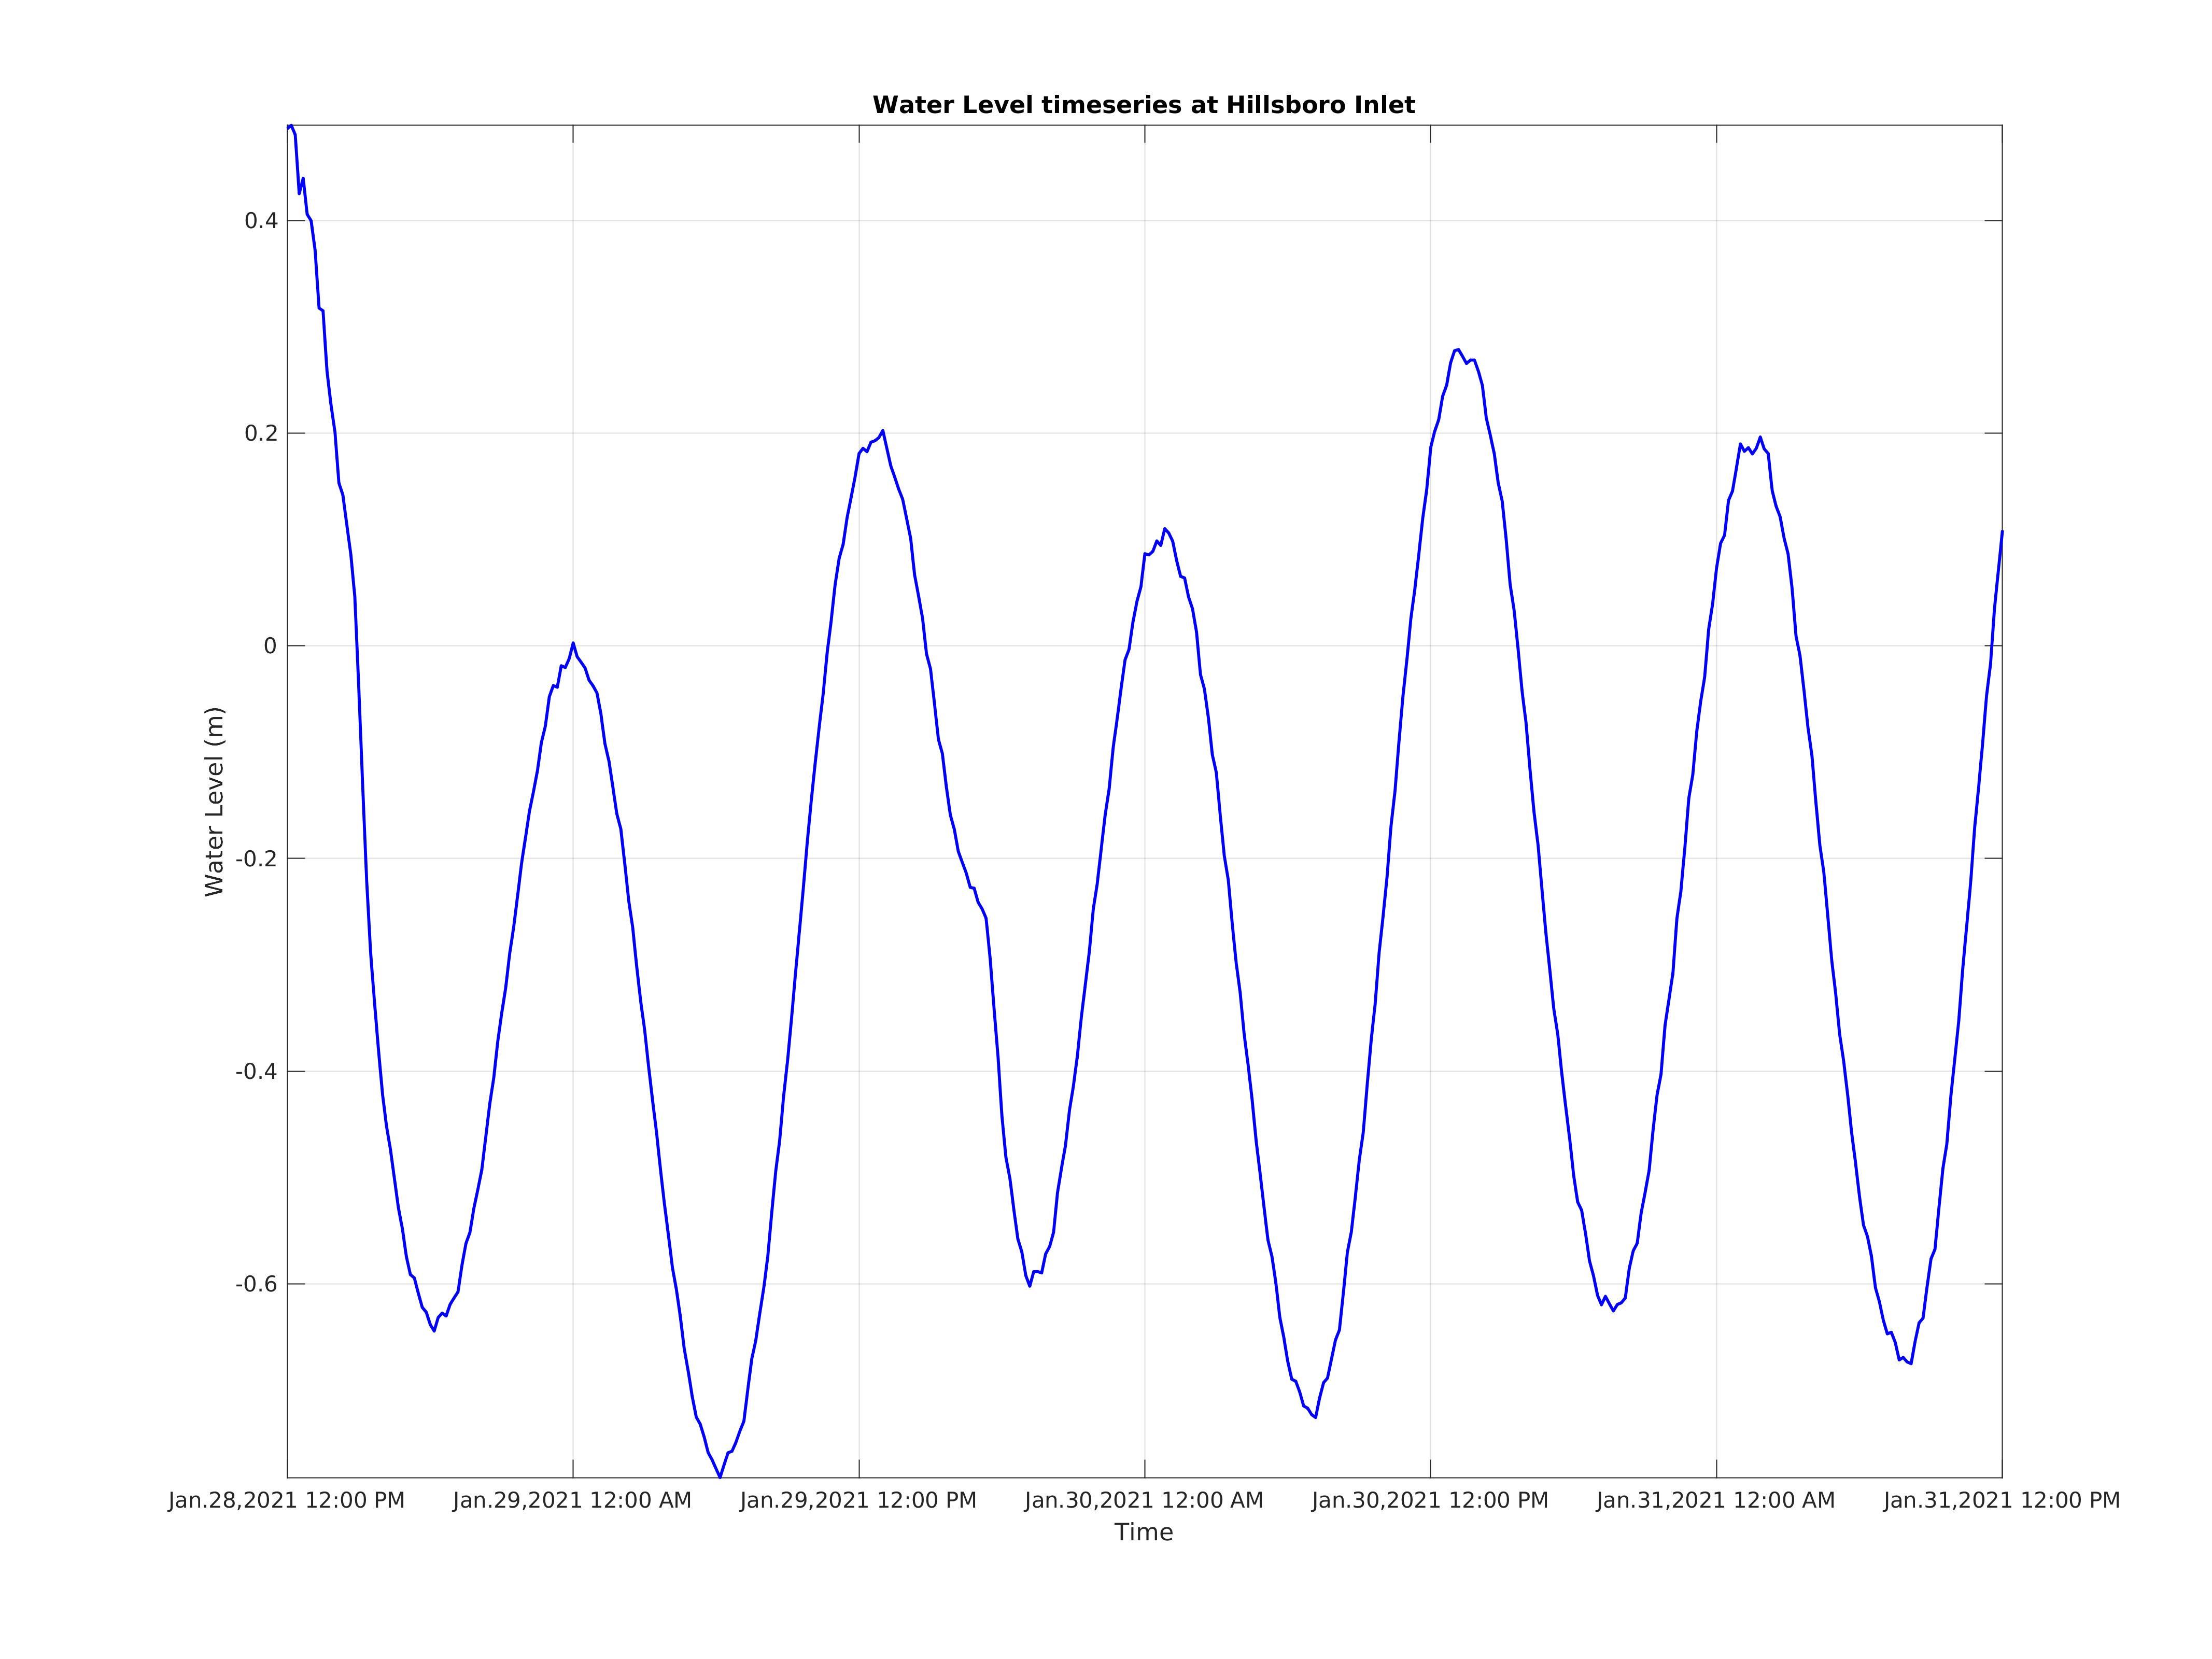 Water Level timeseries at Hillsboro Inlet
0.4
0.2
0
-0.2
-0.4
-0.6
Water Level (m)
Jan.28,2021 12:00 PM
Jan.29,2021 12:00 AM
Jan.29,2021 12:00 PM
Jan.30,2021 12:00 AM
Jan.30,2021 12:00 PM
Jan.31,2021 12:00 AM
Jan.31,2021 12:00 PM
Time